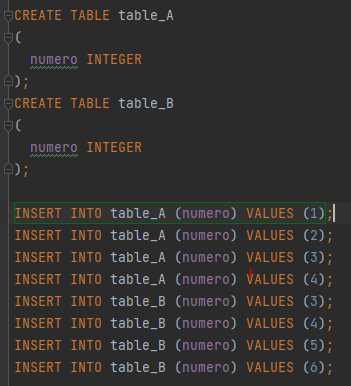 CREATE TABLE table_A
(
numero INTEGER
);
CREATE TABLE table_B
(
numero INTEGER
);
INSERT INTO table_A (numero) VALUES (1);
INSERT INTO table_A (numero) VALUES (2);
INSERT INTO table_A (numero) VALUES (3);
INSERT INTO table_A (numero) VALUES (4);
INSERT INTO table_B (numero) VALUES (3);
INSERT INTO table_B (numero) VALUES (4);
INSERT INTO table_B (numero) VALUES (5);
INSERT INTO table_B (numero) VALUES (6);